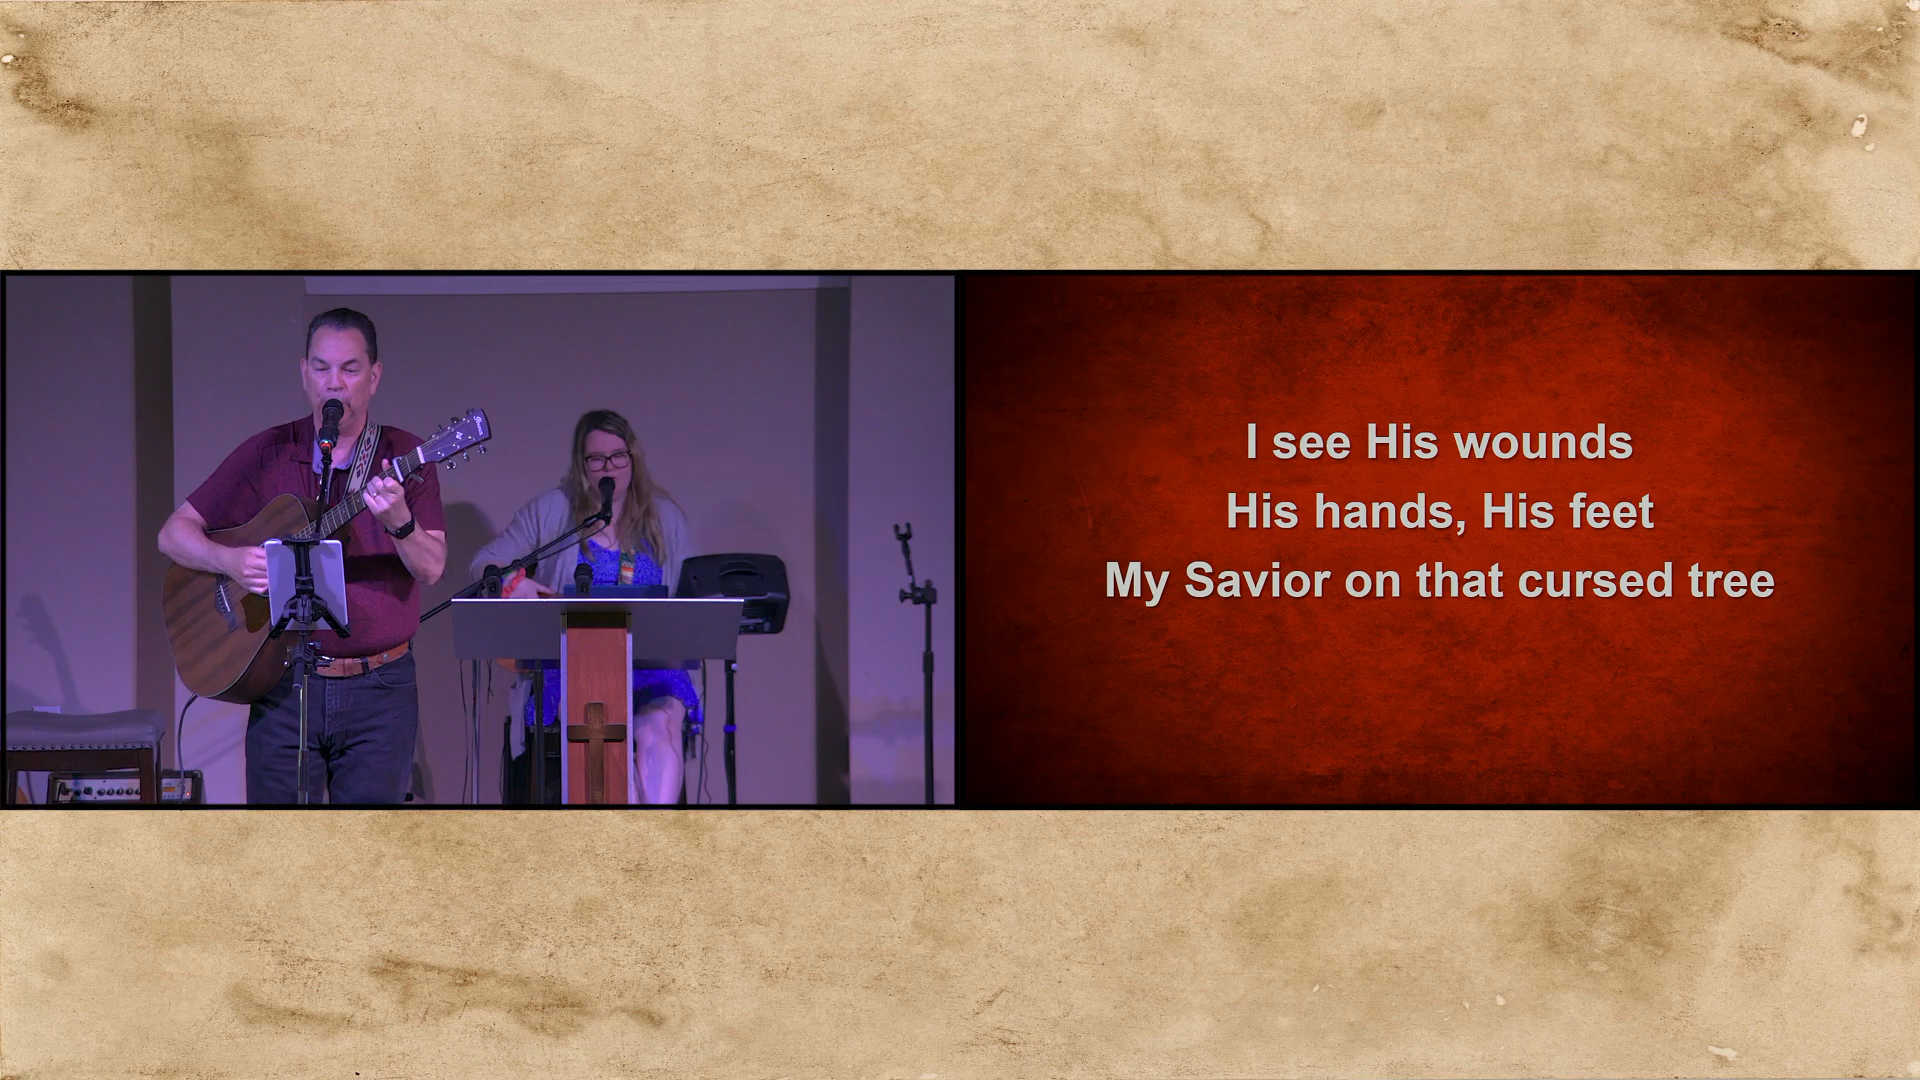 I see His wounds
His hands, His feet
My Savior on that cursed tree